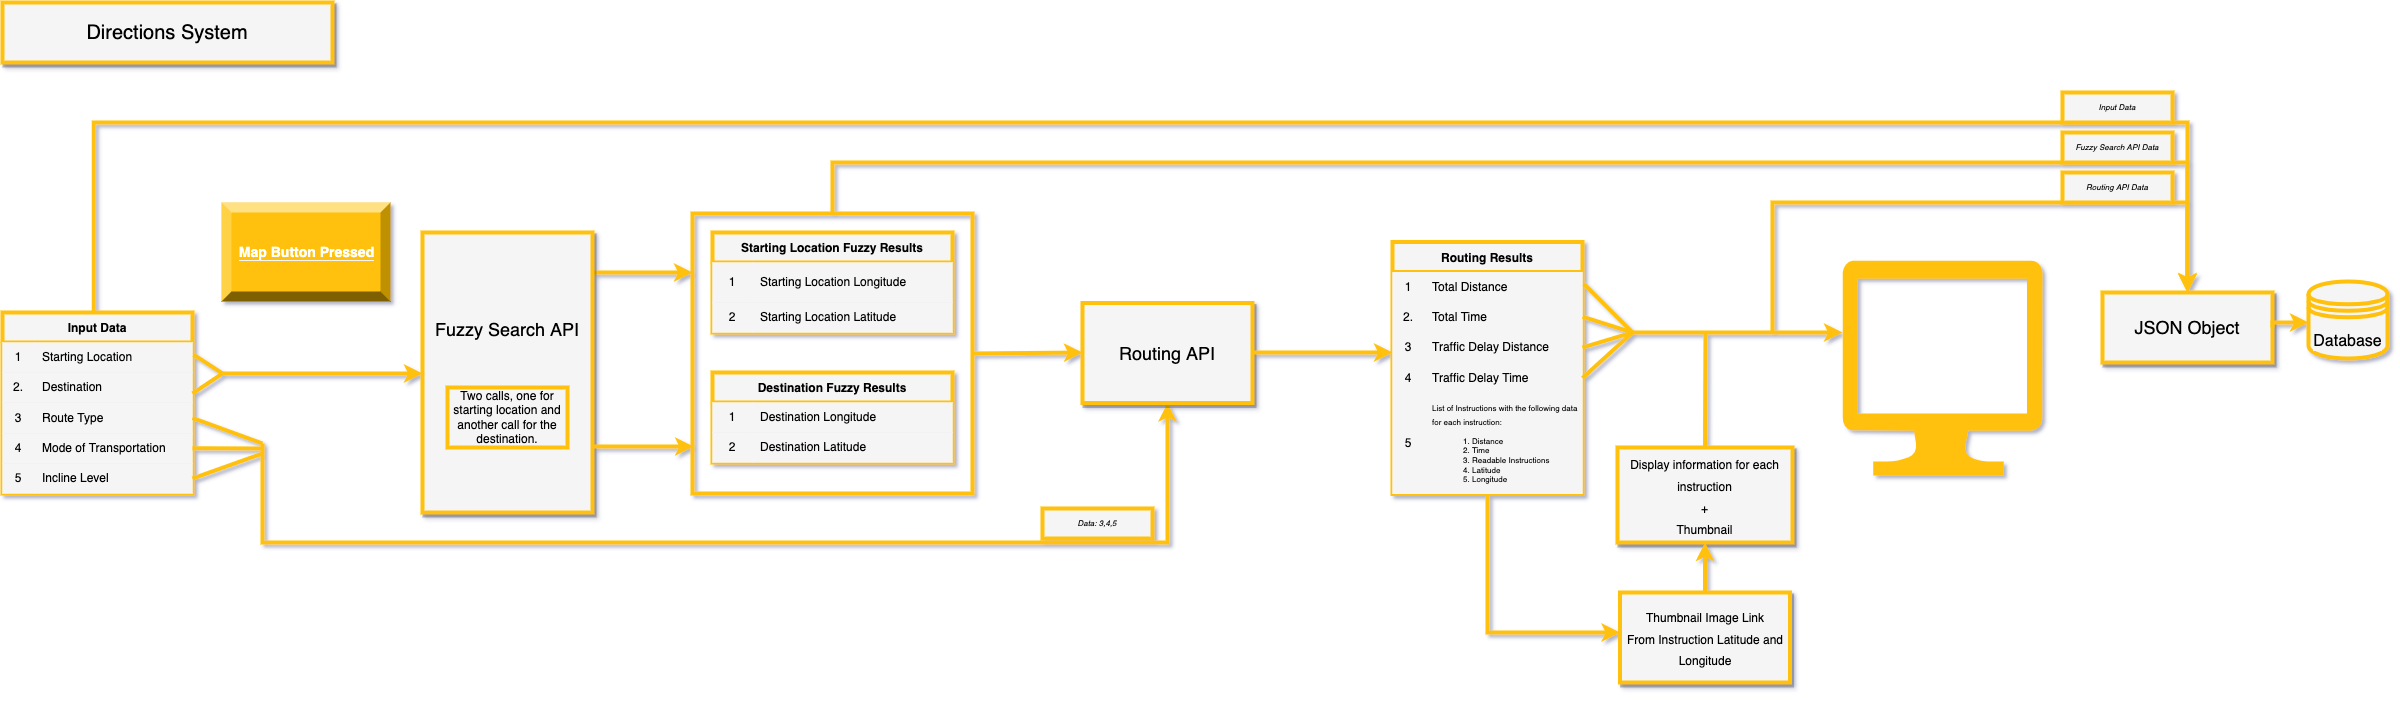 Directions System
Input Data
Fuzzy Search API Data
Routing API Data
Map Button Pressed
Input Data
1 Starting Location
2. Destination
3 Route Type
4 Mode of Transportation
5 Incline Level
Fuzzy Search API
Two calls, one for
starting location and
another call for the
destination.
Starting Location Fuzzy Results
1 Starting Location Longitude
2 Starting Location Latitude
Destination Fuzzy Results
1 Destination Longitude
2 Destination Latitude
Data: 3,4,5
Routing API
Routing Results
1 Total Distance
2. Total Time
3 Traffic Delay Distance
4 Traffic Delay Time
5 List of Instructions with the following data
for each instruction:
1. Distance
2. Time
3. Readable Instructions
4. Latitude
5. Longitude
Display information for each
instruction
+
Thumbnail
Thumbnail Image Link
From Instruction Latitude and
Longitude
JSON Object
Database